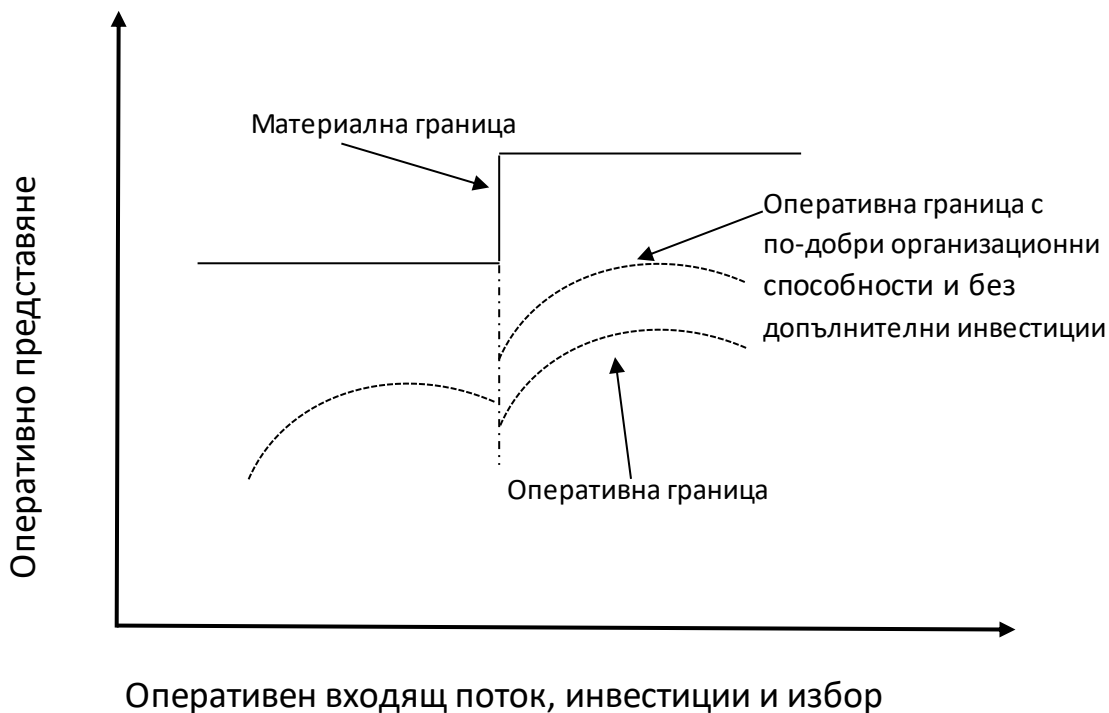 Материална граница
Оперативна граница с
по-добри организационни
способности и без
допълнителни инвестиции
Оперативна граница
Оперативно представяне
Оперативен входящ поток, инвестиции и избор